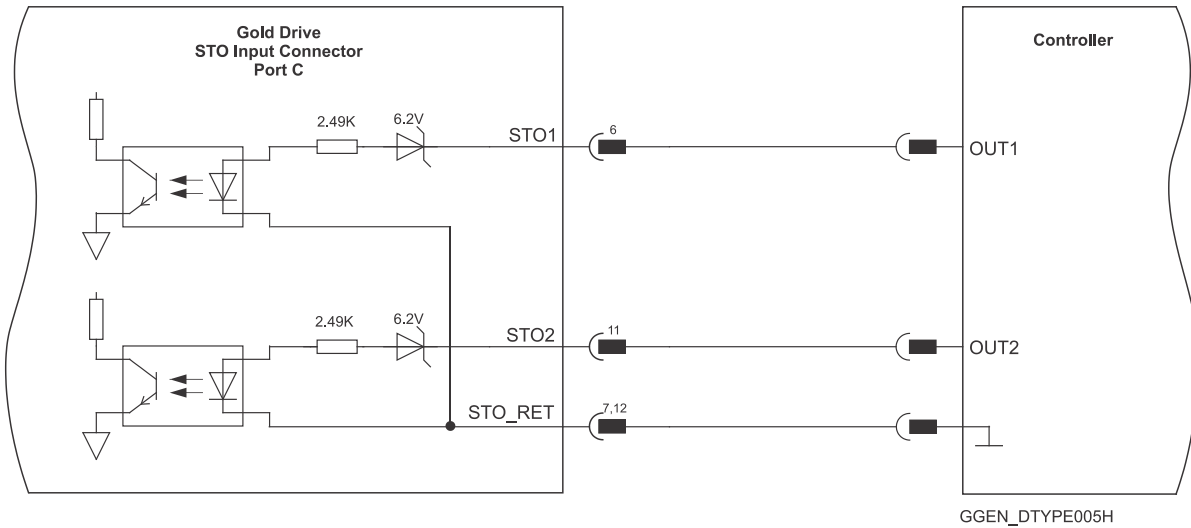 Gold Drive
STO Input Connector
Port C
Controller
2.49K
6.2V
STO1
6
OUT1
2.49K
6.2V
STO2
11
OUT2
STO_RET
7,12
GGEN_DTYPE005H